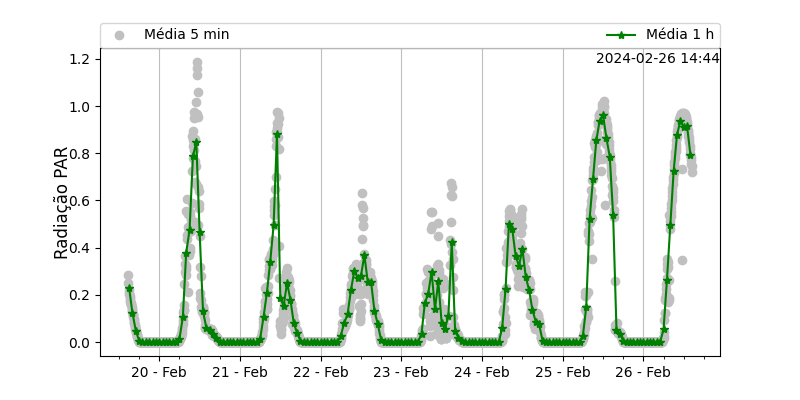 Média 5 min
Média 1 h
2024-02-26 14:44
Radiação PAR
1.2
1.0
0.8
0.6
0.4
0.2
0.0
20 - Feb
21 - Feb
22 - Feb
23 - Feb
24 - Feb
25 - Feb
26 - Feb